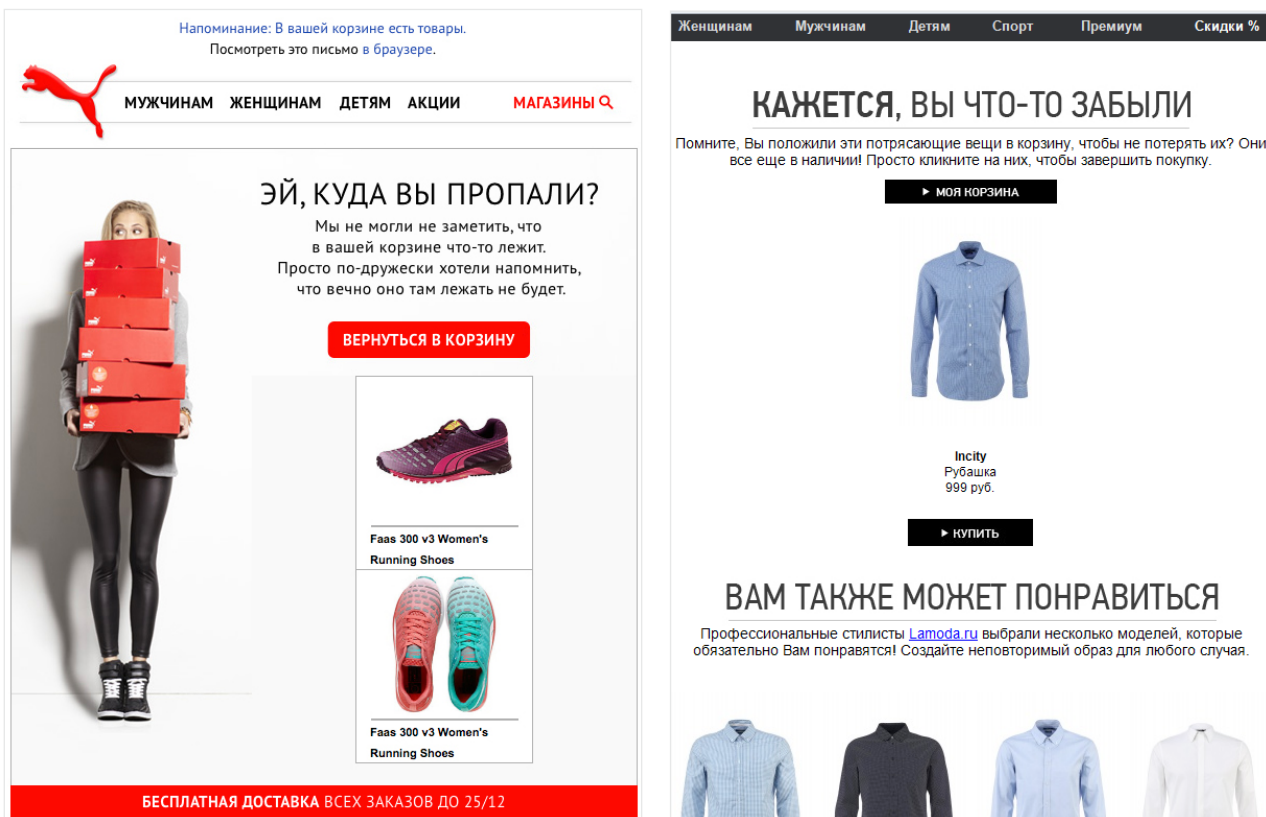 Напоминание: В вашей корзине есть товары.
Посмотреть это письмо в браузере.
МУЖЧИНАМ ЖЕНЩИНАМ ДЕТЯМ АКЦИИ МАГАЗИНЫ
ЭЙ, КУДА ВЫ ПРОПАЛИ?
Мы не могли не заметить, что
в вашей корзине что-то лежит.
Просто по-дружески хотели напомнить,
что вечно оно там лежать не будет.
ВЕРНУТЬСЯ В КОРЗИНУ
Faas 300 v3 Women's
Running Shoes
Faas 300 v3 Women's
Running Shoes
БЕСПЛАТНАЯ ДОСТАВКА ВСЕХ ЗАКАЗОВ ДО 25/12
Женщинам Мужчинам Детям Спорт Премиум Скидки %
КАЖЕТСЯ, ВЫ ЧТО-ТО ЗАБЫЛИ
Помните, Вы положили эти потрясающие вещи в корзину, чтобы не потерять их? Они
все еще в наличии! Просто кликните на них, чтобы завершить покупку.
МОЯ КОРЗИНА
Incity
Рубашка
999 руб.
КУПИТЬ
ВАМ ТАКЖЕ МОЖЕТ ПОНРАВИТЬСЯ
Профессиональные стилисты Lamoda.ru выбрали несколько моделей, которые
обязательно Вам понравятся! Создайте неповторимый образ для любого случая.